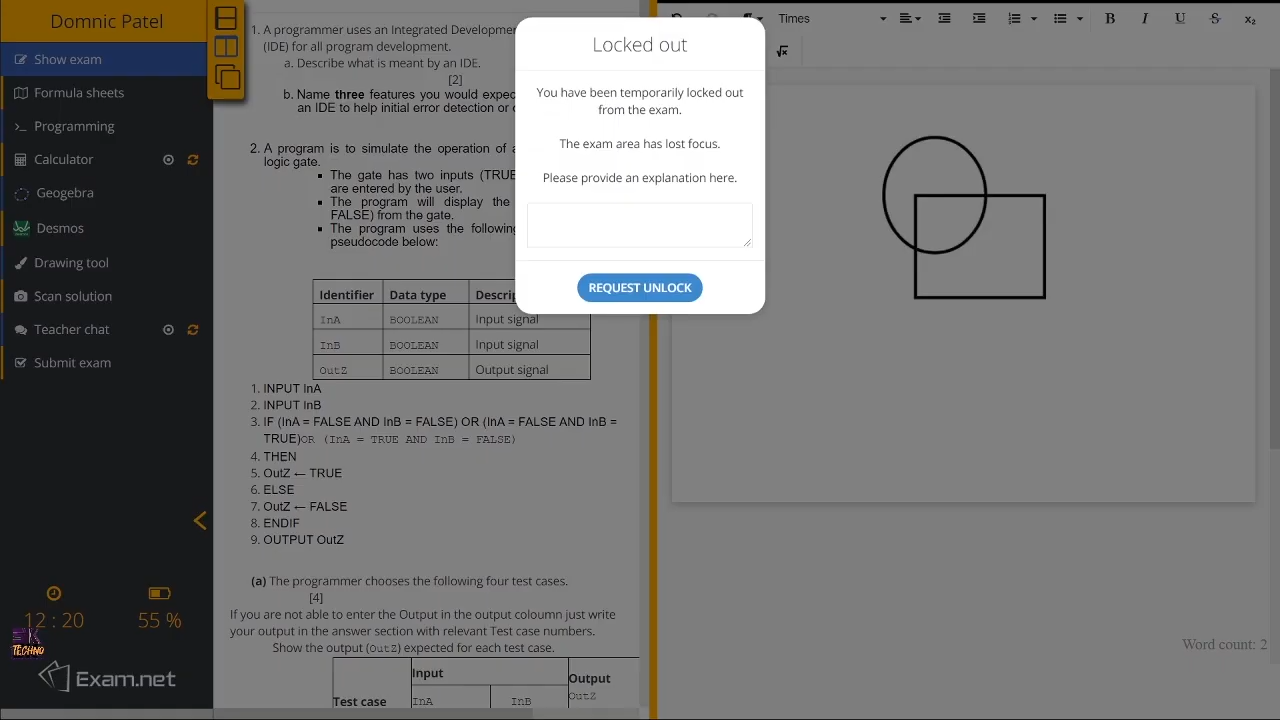 Domnic Patel
Show exam
Formula sheets
Programming
Calculator
Geogebra
Desmos
Drawing tool
Scan solution
Teacher chat
Submit exam
12 : 20
55 %
TECHNO
Exam.net
1. A programmer uses an Integrated
(IDE) for all program development.
a. Describe what is meant by an IDE.
[2]
b. Name three features you would
an IDE to help initial error detection or
2. A program is to simulate the operation of
logic gate.
▪ The gate has two inputs (TRUE
are entered by the user.
▪ The program will display the
FALSE) from the gate.
▪ The program uses the following
pseudocode below:
Identifier Data type
InA BOOLEAN Input signal
InB BOOLEAN Input signal
OutZ BOOLEAN Output signal
1. INPUT InA
2. INPUT InB
3. IF (InA = FALSE AND InB = FALSE) OR (InA = FALSE AND InB =
TRUE)OR (InA = TRUE AND InB = FALSE)
4. THEN
5. OutZ ← TRUE
6. ELSE
7. OutZ ← FALSE
8. ENDIF
9. OUTPUT OutZ
(a) The programmer chooses the following four test cases.
[4]
If you are not able to enter the Output in the output coloumn just write
your output in the answer section with relevant Test case numbers.
Show the output (OutZ) expected for each test case.
Input
Output
OutZ
Test case InA InB
Locked out
You have been temporarily locked out
from the exam.
The exam area has lost focus.
Please provide an explanation here.
REQUEST UNLOCK
Times
B I U S x₂
√x
Word count: 2